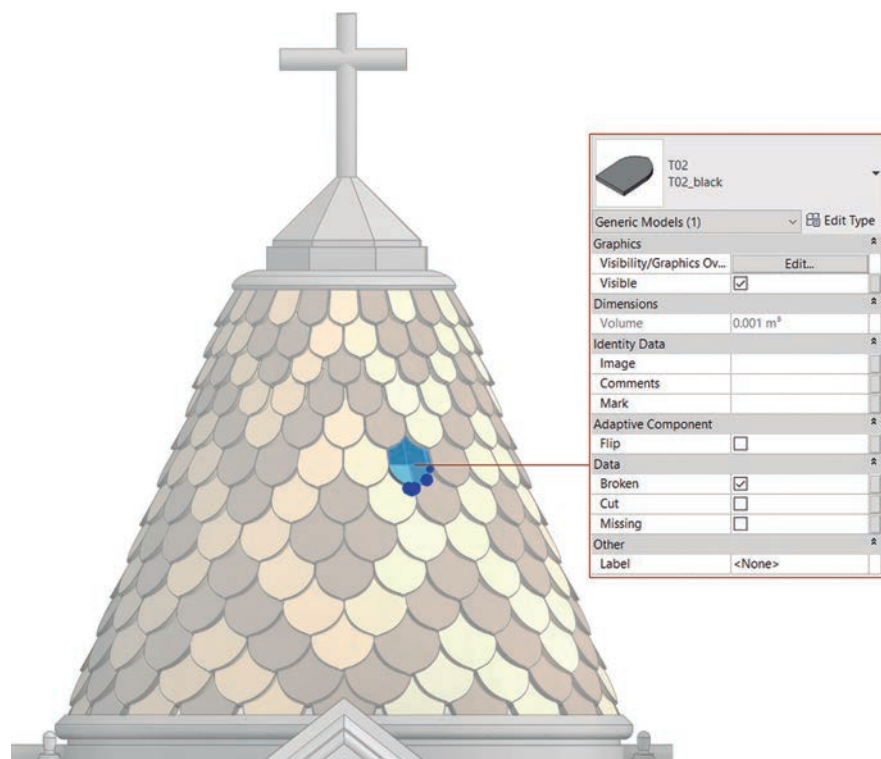 T02
T02_black
Generic Models (1)
Edit Type
Graphics
Visibility/Graphics Ov... Edit...
Visible
Dimensions
Volume 0.001 m³
Identity Data
Image
Comments
Mark
Adaptive Component
Flip
Data
Broken
Cut
Missing
Other
Label <None>